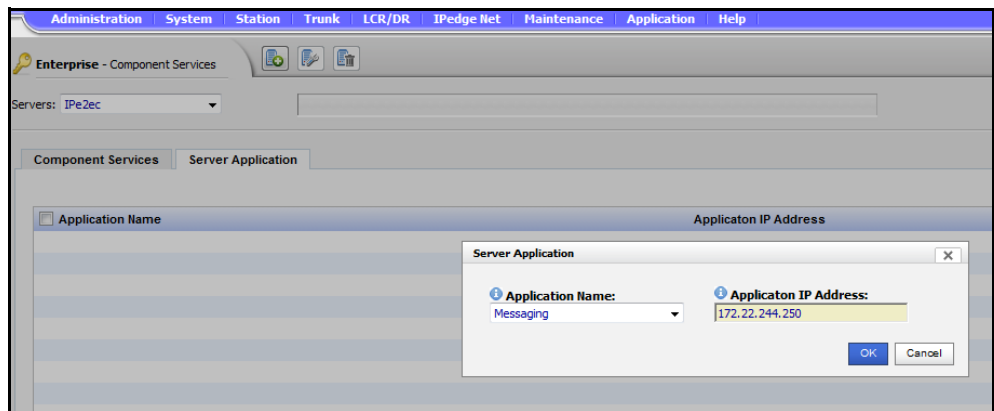 Administration System Station Trunk LCR/DR IPedge Net Maintenance Application Help
Enterprise - Component Services
Servers: IPe2ec
Component Services Server Application
Application Name Applicaton IP Address
Server Application
Application Name: Applicaton IP Address:
Messaging 172.22.244.250
OK Cancel